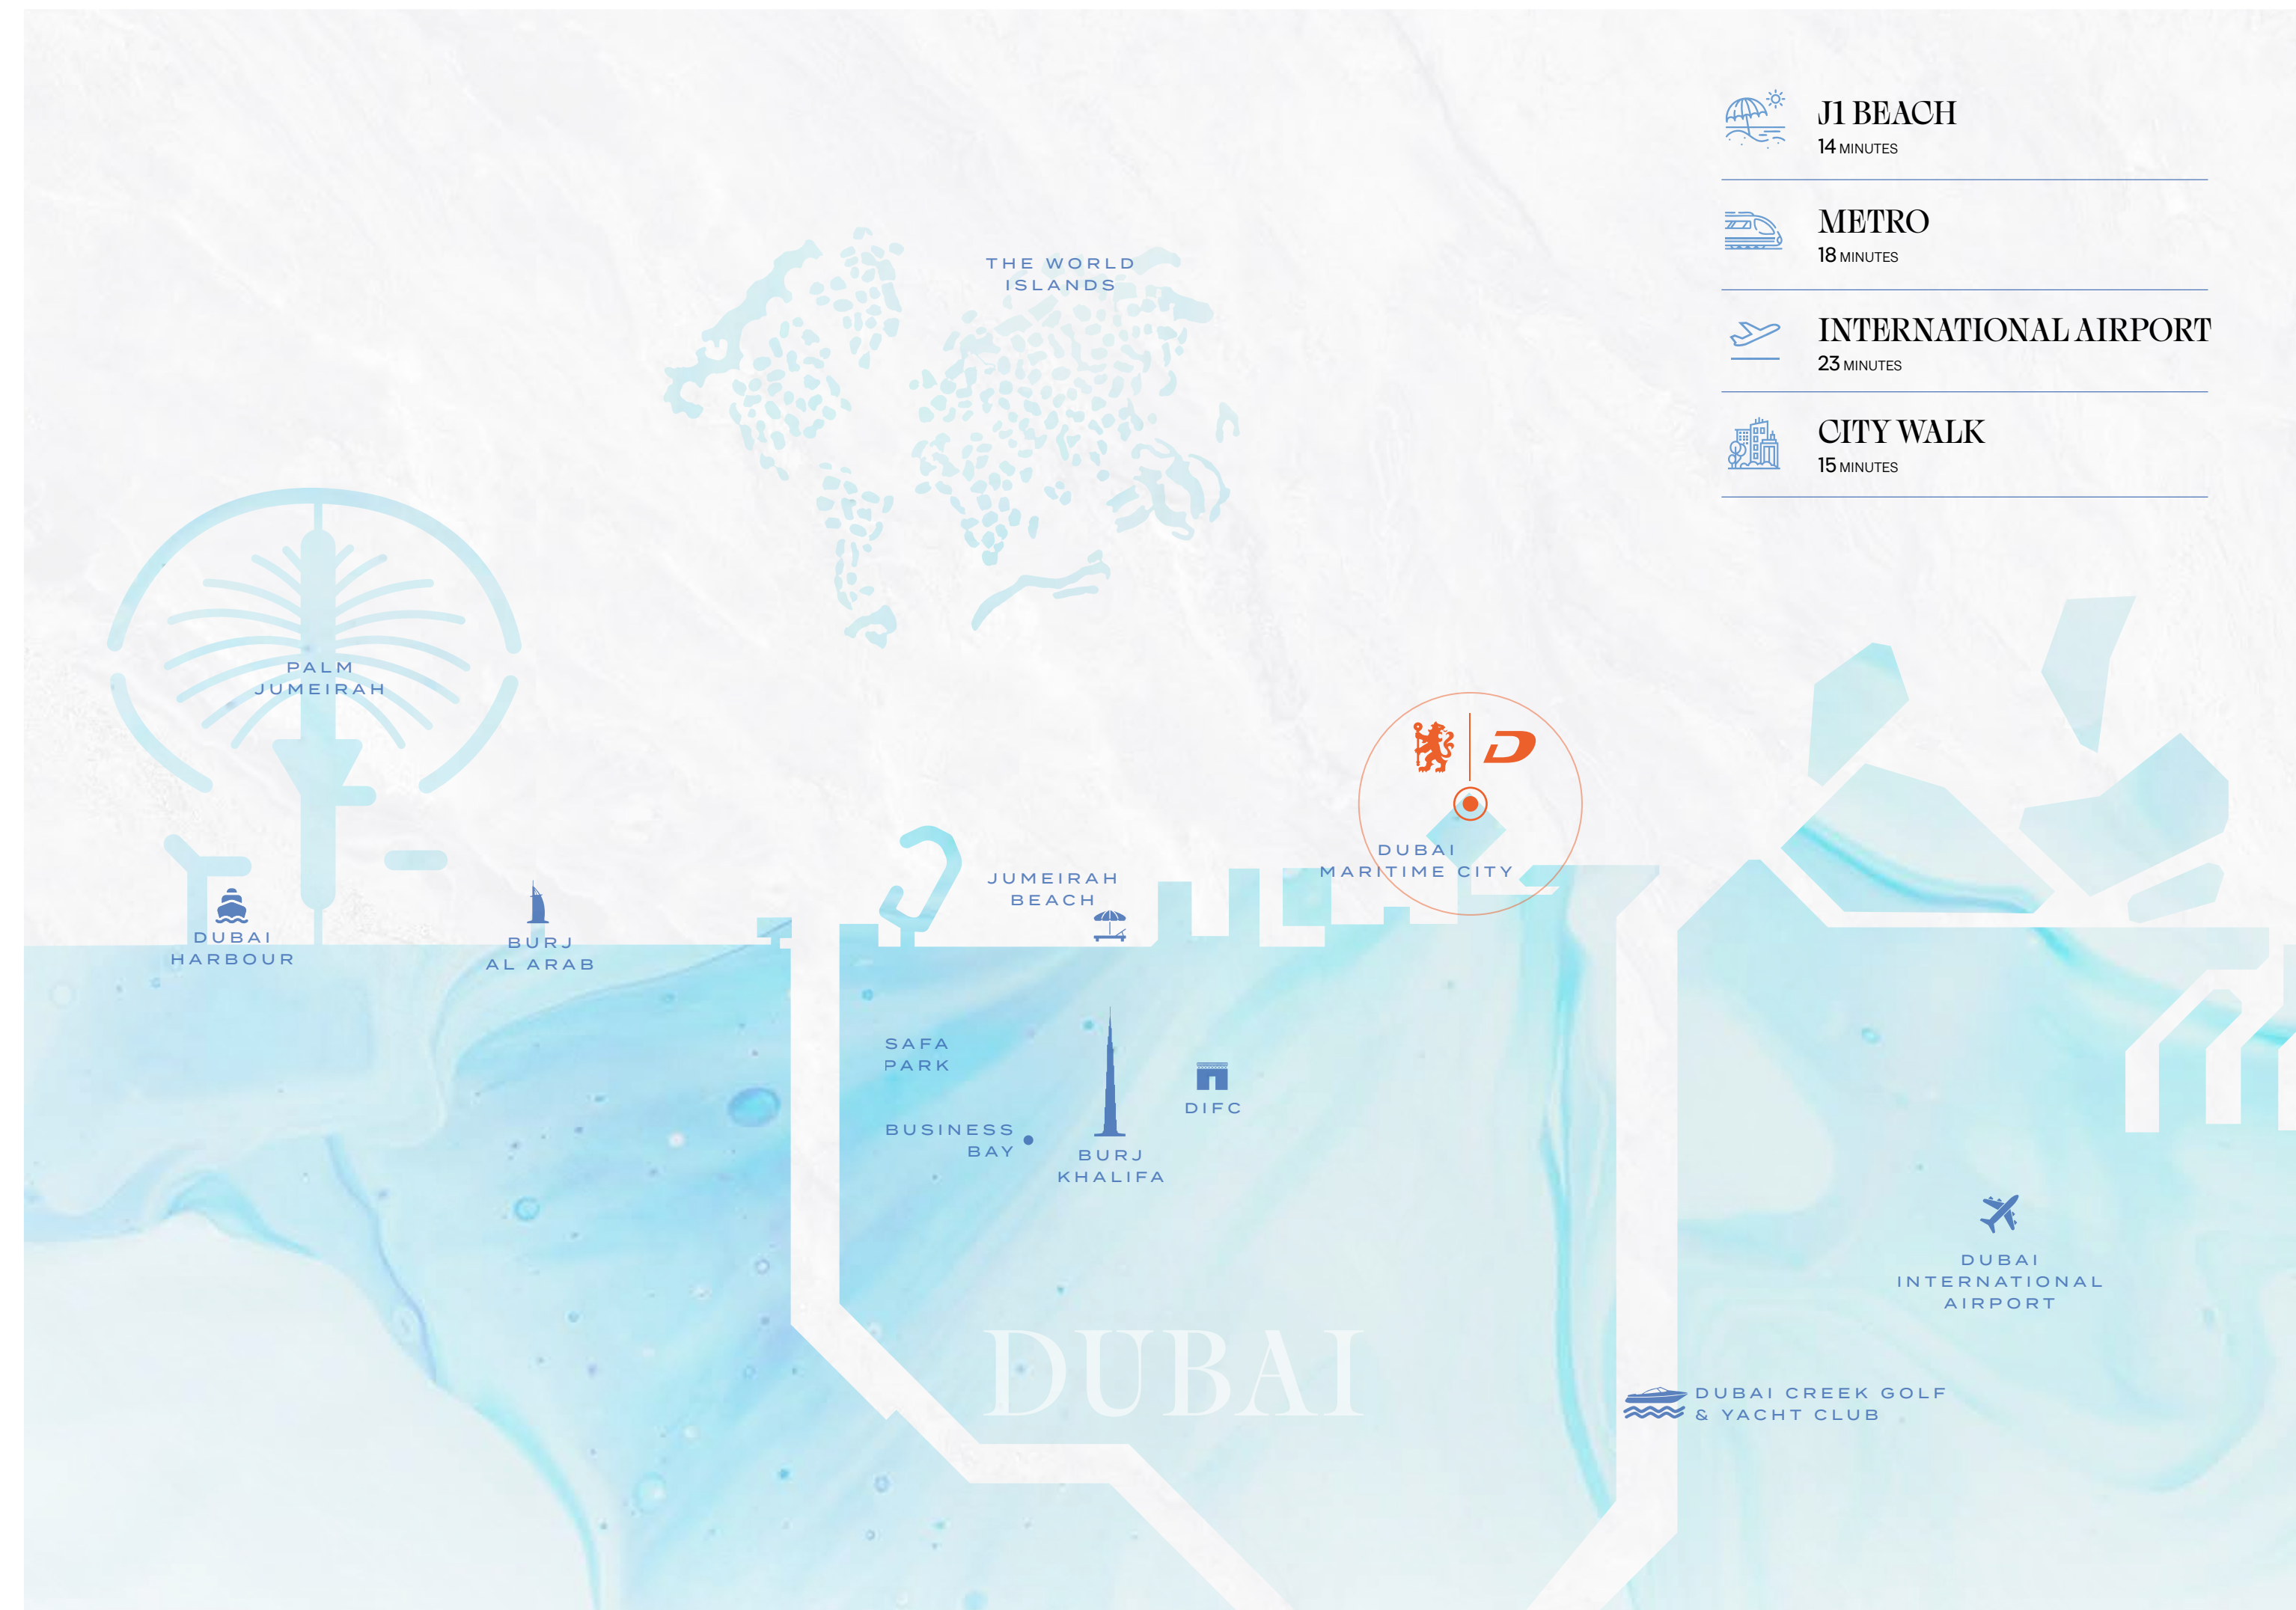 J1 BEACH
14 MINUTES
METRO
18 MINUTES
INTERNATIONAL AIRPORT
23 MINUTES
CITY WALK
15 MINUTES
THE WORLD
ISLANDS
PALM
JUMEIRAH
D
DUBAI
MARITIME CITY
JUMEIRAH
BEACH
DUBAI
HARBOUR
BURJ
AL ARAB
SAFA
PARK
BUSINESS
BAY
BURJ
KHALIFA
DIFC
DUBAI
INTERNATIONAL
AIRPORT
DUBAI
DUBAI CREEK GOLF
& YACHT CLUB